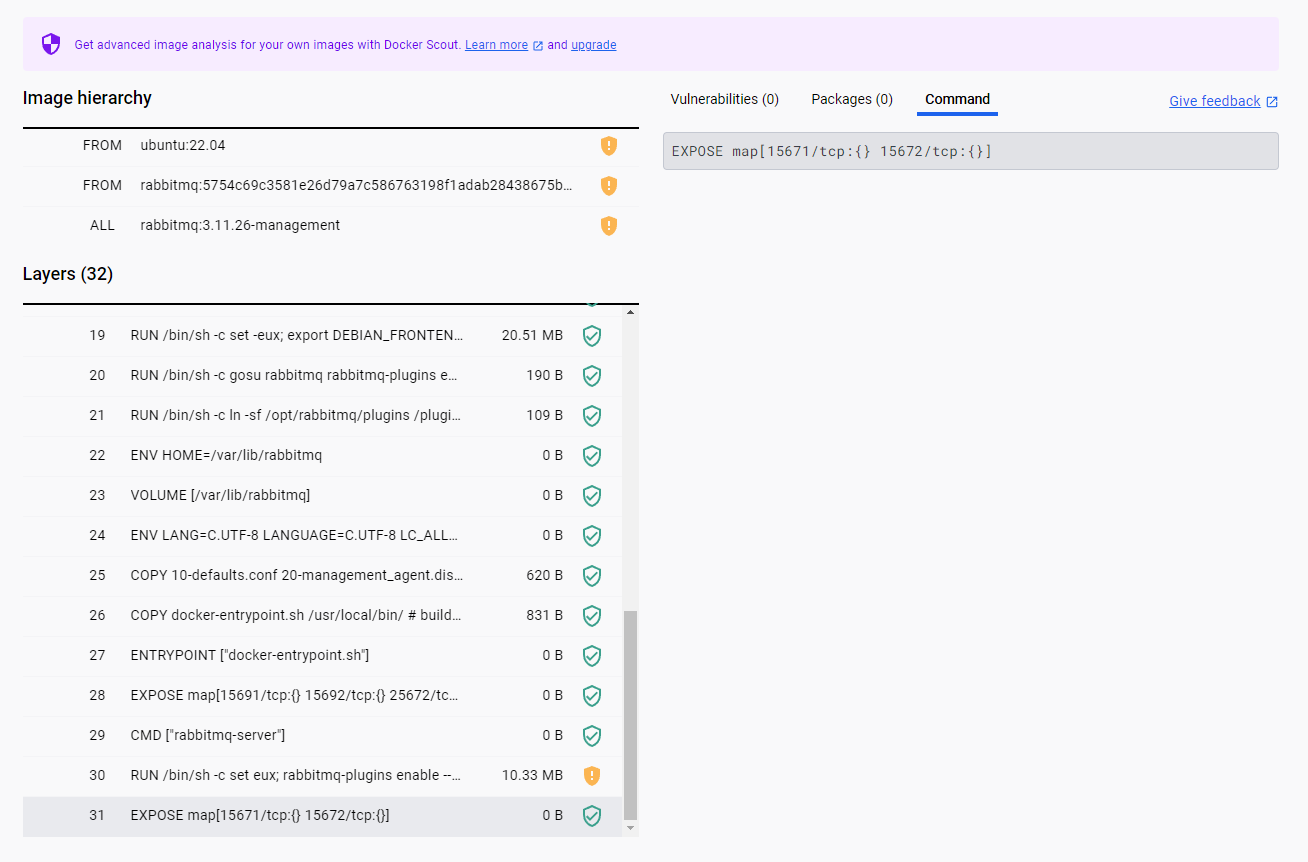 Get advanced image analysis for your own images with Docker Scout. Learn more and upgrade
Image hierarchy
FROM ubuntu:22.04
FROM rabbitmq:5754c69c3581e26d79a7c586763198f1adab28438675b...
ALL rabbitmq:3.11.26-management
Layers (32)
19 RUN /bin/sh -c set -eux; export DEBIAN_FRONTEN... 20.51 MB
20 RUN /bin/sh -c gosu rabbitmq rabbitmq-plugins e... 190 B
21 RUN /bin/sh -c ln -sf /opt/rabbitmq/plugins /plugi... 109 B
22 ENV HOME=/var/lib/rabbitmq 0 B
23 VOLUME [/var/lib/rabbitmq] 0 B
24 ENV LANG=C.UTF-8 LANGUAGE=C.UTF-8 LC_ALL... 0 B
25 COPY 10-defaults.conf 20-management_agent.dis... 620 B
26 COPY docker-entrypoint.sh /usr/local/bin/ # build... 831 B
27 ENTRYPOINT ["docker-entrypoint.sh"] 0 B
28 EXPOSE map[15691/tcp:{} 15692/tcp:{} 25672/tc... 0 B
29 CMD ["rabbitmq-server"] 0 B
30 RUN /bin/sh -c set eux; rabbitmq-plugins enable --... 10.33 MB
31 EXPOSE map[15671/tcp:{} 15672/tcp:{}] 0 B
Vulnerabilities (0) Packages (0) Command Give feedback
EXPOSE map[15671/tcp:{} 15672/tcp:{}]